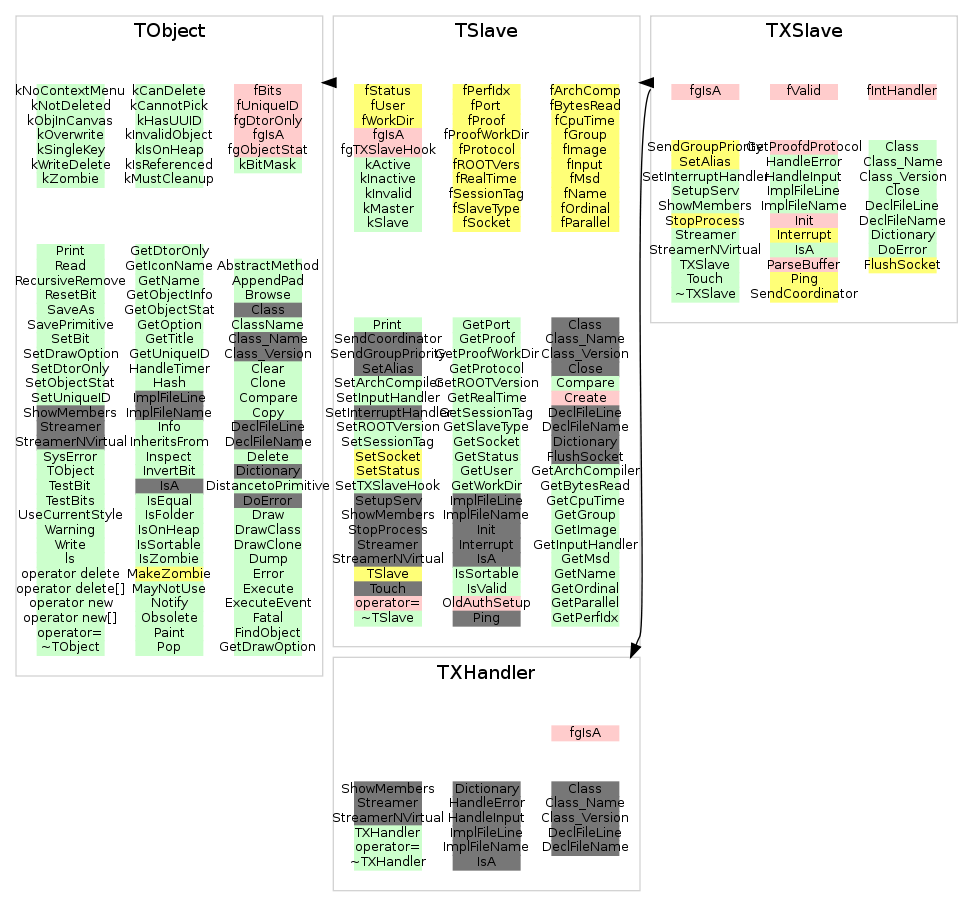 TObject
kNoContextMenu
kNotDeleted
kObjInCanvas
kOverwrite
kSingleKey
kWriteDelete
kZombie
kCanDelete
kCannotPick
kHasUUID
kInvalidObject
kIsOnHeap
kIsReferenced
kMustCleanup
fBits
fUniqueID
fgDtorOnly
fgIsA
fgObjectStat
kBitMask
Print
Read
RecursiveRemove
ResetBit
SaveAs
SavePrimitive
SetBit
SetDrawOption
SetDtorOnly
SetObjectStat
SetUniqueID
ShowMembers
Streamer
StreamerNVirtual
SysError
TObject
TestBit
TestBits
UseCurrentStyle
Warning
Write
ls
operator delete
operator delete[]
operator new
operator new[]
operator=
~TObject
GetDtorOnly
GetIconName
GetName
GetObjectInfo
GetObjectStat
GetOption
GetTitle
GetUniqueID
HandleTimer
Hash
ImplFileLine
ImplFileName
Info
InheritsFrom
Inspect
InvertBit
IsA
IsEqual
IsFolder
IsOnHeap
IsSortable
IsZombie
MakeZombie
MayNotUse
Notify
Obsolete
Paint
Pop
AbstractMethod
AppendPad
Browse
Class
ClassName
Class_Name
Class_Version
Clear
Clone
Compare
Copy
DeclFileLine
DeclFileName
Delete
Dictionary
DistancetoPrimitive
DoError
Draw
DrawClass
DrawClone
Dump
Error
Execute
ExecuteEvent
Fatal
FindObject
GetDrawOption
TSlave
fStatus
fUser
fWorkDir
fgIsA
fgTXSlaveHook
kActive
kInactive
kInvalid
kMaster
kSlave
fPerfIdx
fPort
fProof
fProofWorkDir
fProtocol
fROOTVers
fRealTime
fSessionTag
fSlaveType
fSocket
fArchComp
fBytesRead
fCpuTime
fGroup
fImage
fInput
fMsd
fName
fOrdinal
fParallel
Print
SendCoordinator
SendGroupPriority
SetAlias
SetArchCompiler
SetInputHandler
SetInterruptHandler
SetROOTVersion
SetSessionTag
SetSocket
SetStatus
SetTXSlaveHook
SetupServ
ShowMembers
StopProcess
Streamer
StreamerNVirtual
TSlave
Touch
operator=
~TSlave
GetPort
GetProof
GetProofWorkDir
GetProtocol
GetROOTVersion
GetRealTime
GetSessionTag
GetSlaveType
GetSocket
GetStatus
GetUser
GetWorkDir
ImplFileLine
ImplFileName
Init
Interrupt
IsA
IsSortable
IsValid
OldAuthSetup
Ping
Class
Class_Name
Class_Version
Close
Compare
Create
DeclFileLine
DeclFileName
Dictionary
FlushSocket
GetArchCompiler
GetBytesRead
GetCpuTime
GetGroup
GetImage
GetInputHandler
GetMsd
GetName
GetOrdinal
GetParallel
GetPerfIdx
TXSlave
fgIsA
fValid
fIntHandler
SendGroupPriority
SetAlias
SetInterruptHandler
SetupServ
ShowMembers
StopProcess
Streamer
StreamerNVirtual
TXSlave
Touch
~TXSlave
GetProofdProtocol
HandleError
HandleInput
ImplFileLine
ImplFileName
Init
Interrupt
IsA
ParseBuffer
Ping
SendCoordinator
Class
Class_Name
Class_Version
Close
DeclFileLine
DeclFileName
Dictionary
DoError
FlushSocket
TXHandler
fgIsA
ShowMembers
Streamer
StreamerNVirtual
TXHandler
operator=
~TXHandler
Dictionary
HandleError
HandleInput
ImplFileLine
ImplFileName
IsA
Class
Class_Name
Class_Version
DeclFileLine
DeclFileName